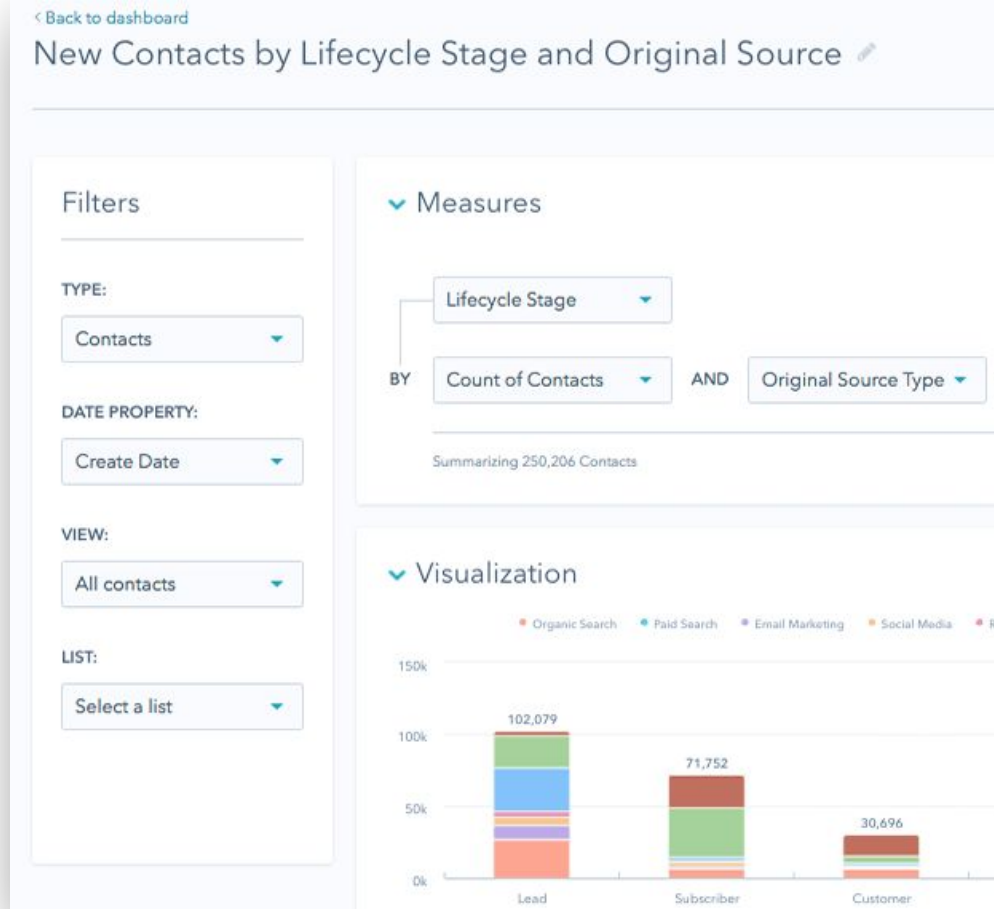 < Back to dashboard
New Contacts by Lifecycle Stage and Original Source
Filters
TYPE:
Contacts
DATE PROPERTY:
Create Date
VIEW:
All contacts
LIST:
Select a list
Measures
Lifecycle Stage
BY Count of Contacts AND Original Source Type
Summarizing 250,206 Contacts
Visualization
Organic Search Paid Search Email Marketing Social Media
150k
100k
50k
0k
102,079
71,752
30,696
Lead Subscriber Customer